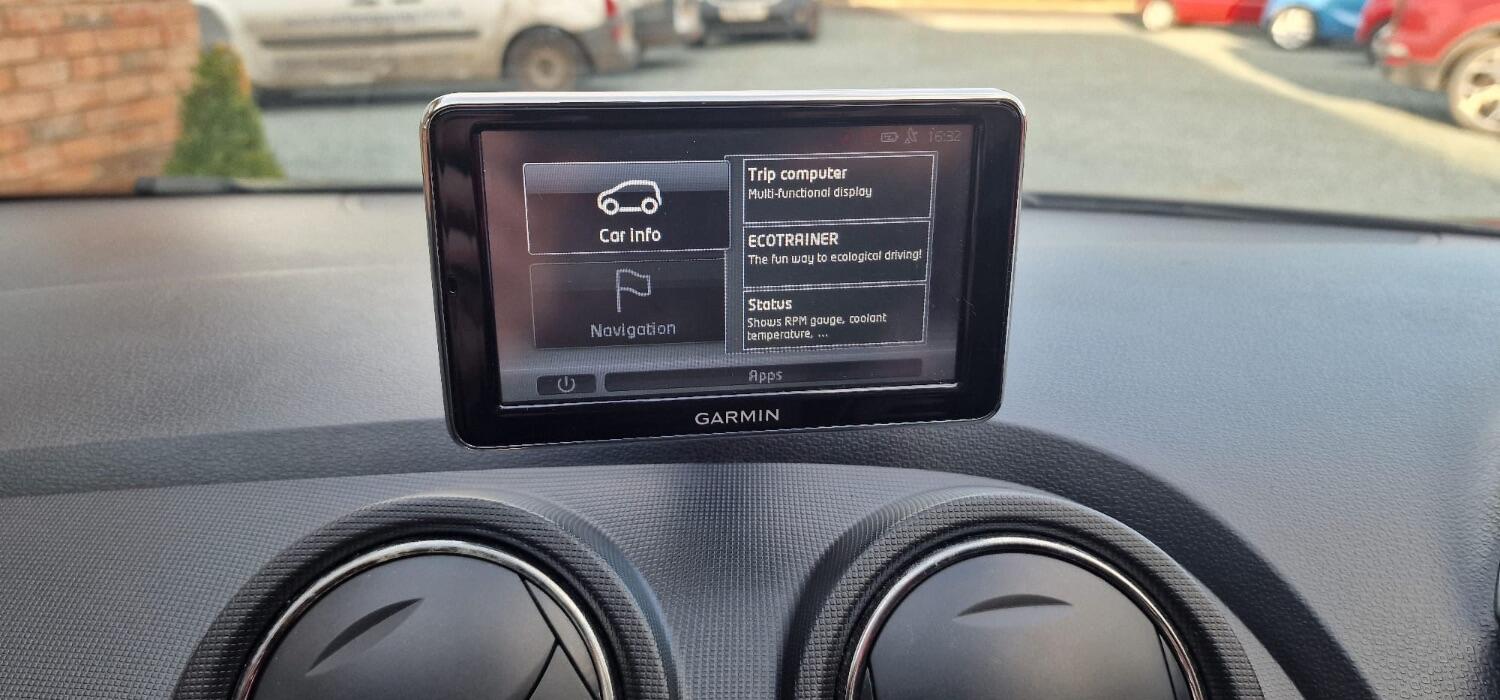 16:32
Car info
Navigation
Trip computer
Multi-functional display
ECOTRAINER
The fun way to ecological driving!
Status
Shows RPM gauge, coolant
temperature, ...
Apps
GARMIN